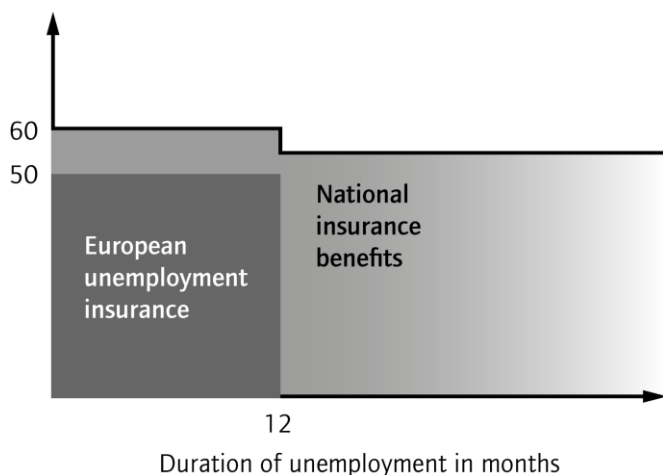 60
50
European
unemployment
insurance
National
insurance
benefits
12
Duration of unemployment in months